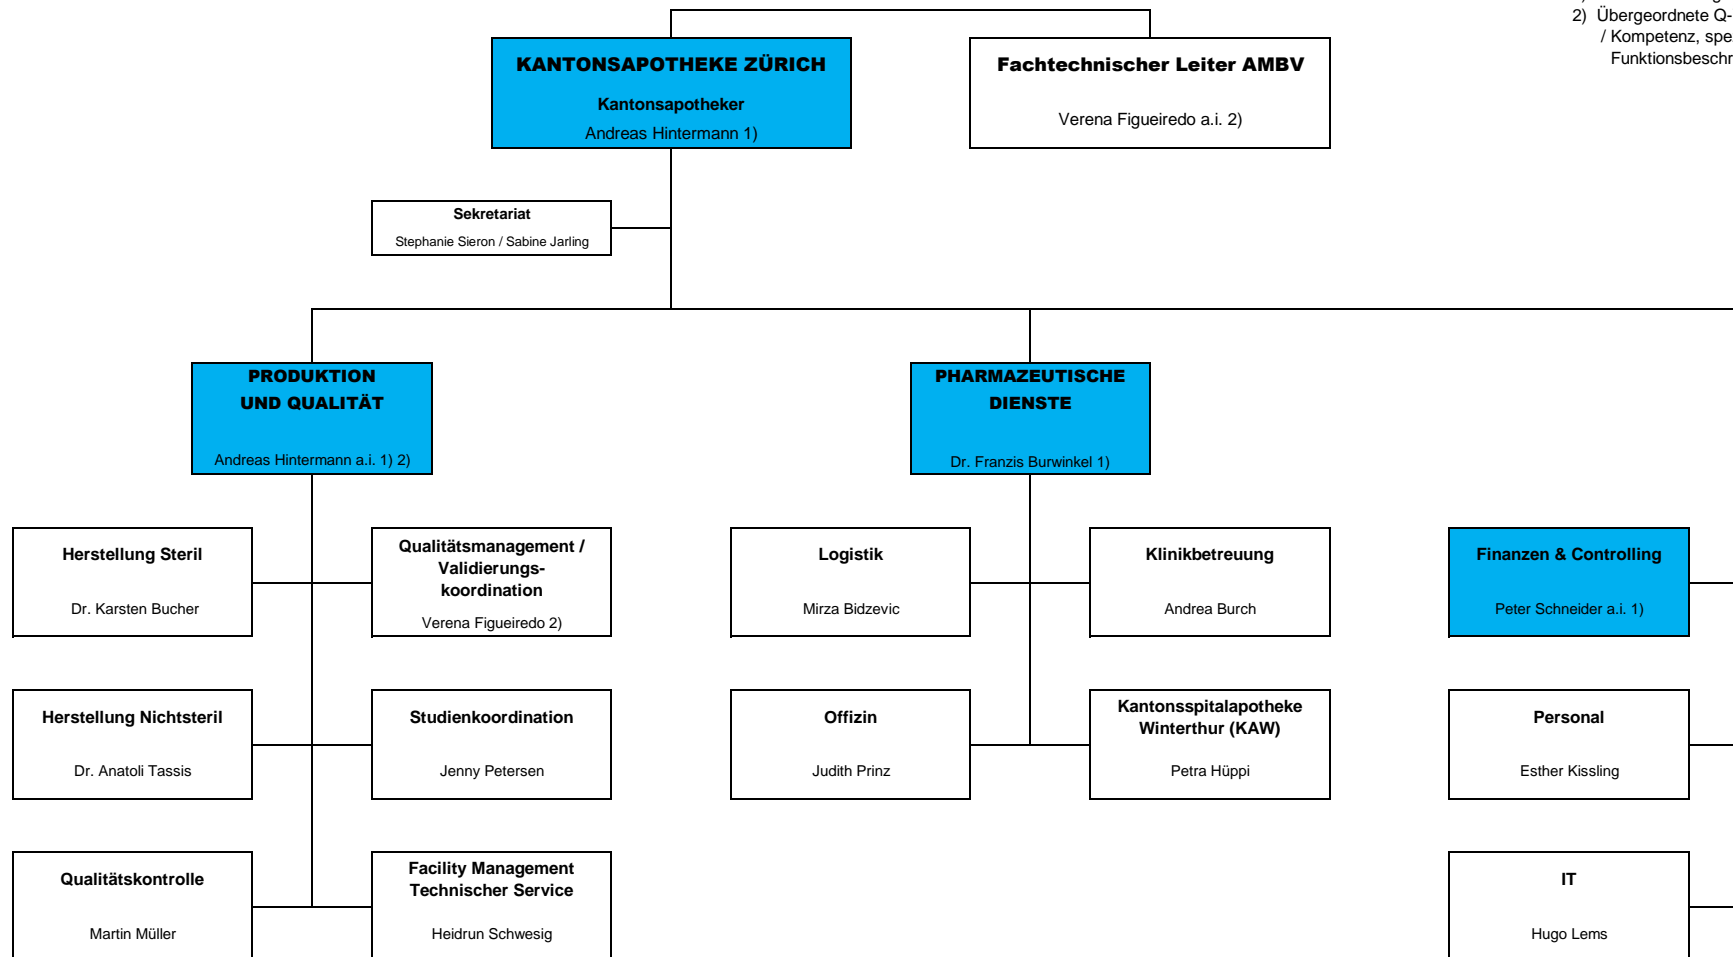 2) Übergeordnete Q-
/ Kompetenz,
KANTONSAPOTHEKE ZÜRICH
Kantonsapotheker
Andreas Hintermann 1)
Fachtechnischer Leiter AMBV
Verena Figueiredo a.i. 2)
Sekretariat
Stephanie Sieron / Sabine Jarling
PRODUKTION
UND QUALITÄT
Andreas Hintermann a.i. 1) 2)
PHARMAZEUTISCHE
DIENSTE
Dr. Franzis Burwinkel 1)
Herstellung Steril
Dr. Karsten Bucher
Qualitätsmanagement /
Validierungs-
koordination
Verena Figueiredo 2)
Logistik
Mirza Bidzevic
Klinikbetreuung
Andrea Burch
Finanzen & Controlling
Peter Schneider a.i. 1)
Herstellung Nichtsteril
Dr. Anatoli Tassis
Studienkoordination
Jenny Petersen
Offizin
Judith Prinz
Kantonsspitalapotheke
Winterthur (KAW)
Petra Hüppi
Personal
Esther Kissling
Qualitätskontrolle
Martin Müller
Facility Management
Technischer Service
Heidrun Schwesig
IT
Hugo Lems